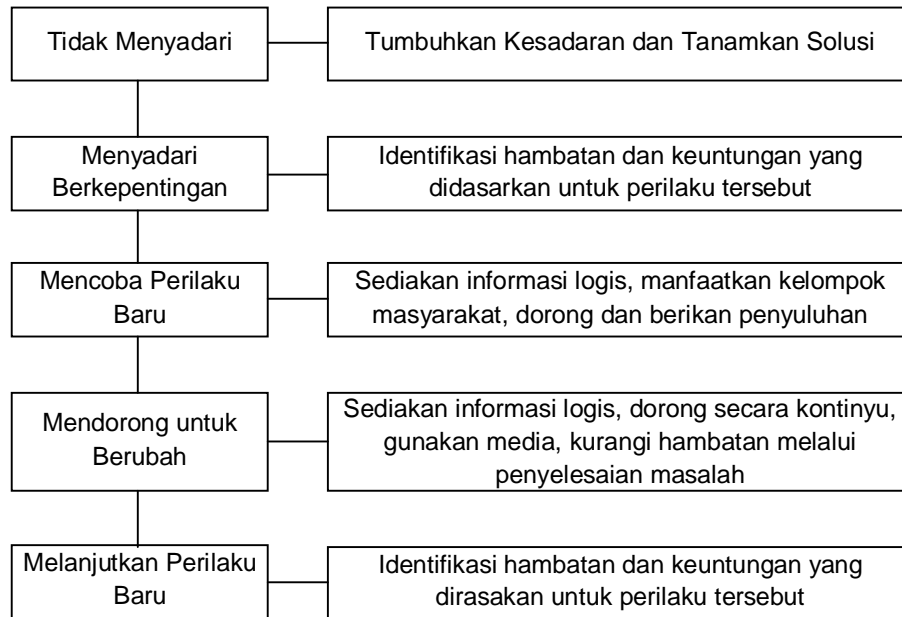 Tidak Menyadari
Tumbuhkan Kesadaran dan Tanamkan Solusi
Menyadari
Berkepentingan
Identifikasi hambatan dan keuntungan yang
didasarkan untuk perilaku tersebut
Mencoba Perilaku
Baru
Sediakan informasi logis, manfaatkan kelompok
masyarakat, dorong dan berikan penyuluhan
Mendorong untuk
Berubah
Sediakan informasi logis, dorong secara kontinyu,
gunakan media, kurangi hambatan melalui
penyelesaian masalah
Melanjutkan Perilaku
Baru
Identifikasi hambatan dan keuntungan yang
dirasakan untuk perilaku tersebut